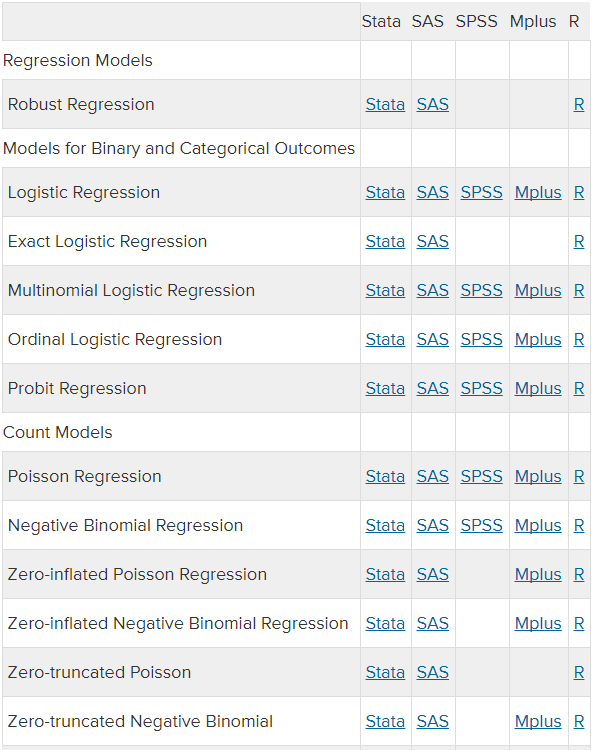 Stata SAS SPSS Mplus R
Regression Models
Robust Regression Stata SAS R
Models for Binary and Categorical Outcomes
Logistic Regression Stata SAS SPSS Mplus R
Exact Logistic Regression Stata SAS R
Multinomial Logistic Regression Stata SAS SPSS Mplus R
Ordinal Logistic Regression Stata SAS SPSS Mplus R
Probit Regression Stata SAS SPSS Mplus R
Count Models
Poisson Regression Stata SAS SPSS Mplus R
Negative Binomial Regression Stata SAS SPSS Mplus R
Zero-inflated Poisson Regression Stata SAS Mplus R
Zero-inflated Negative Binomial Regression Stata SAS Mplus R
Zero-truncated Poisson Stata SAS R
Zero-truncated Negative Binomial Stata SAS Mplus R